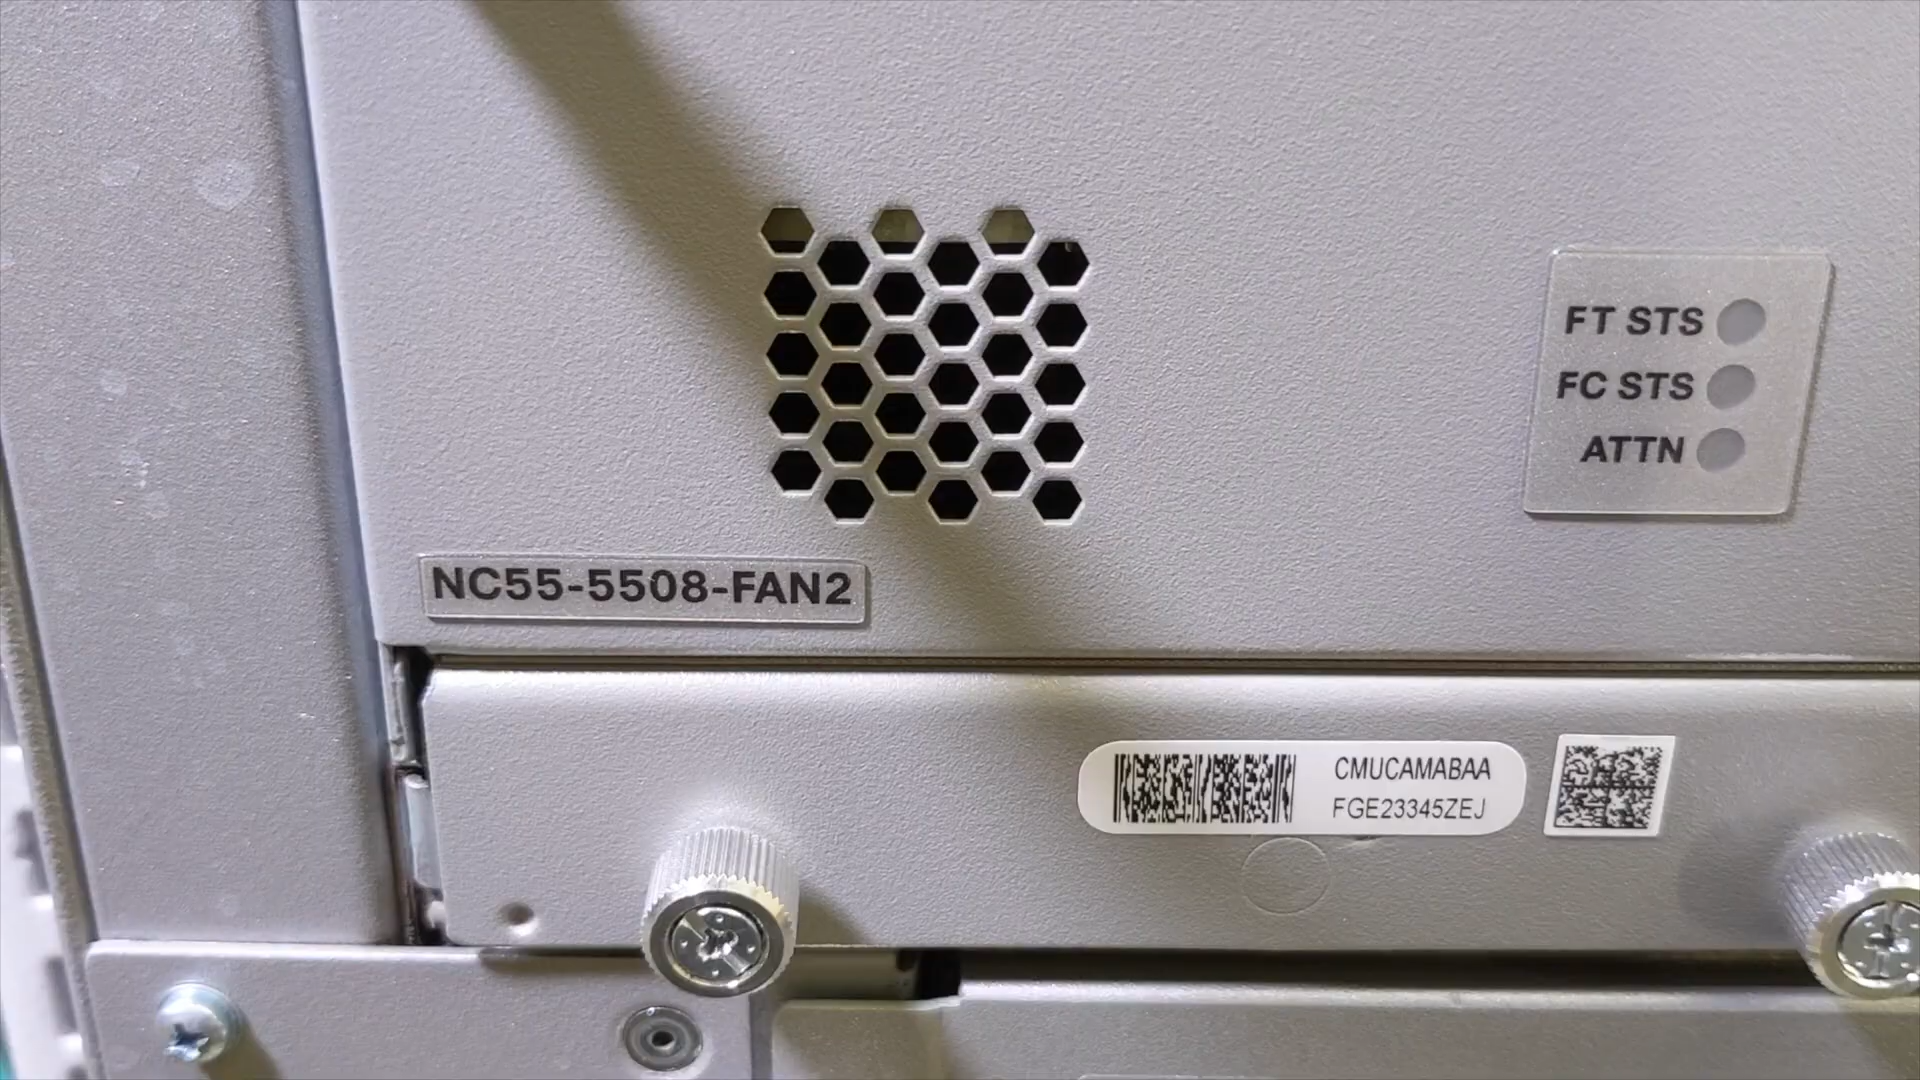 FT STS
FC STS
ATTN
NC55-5508-FAN2
CMUCAMABAA
FGE23345ZEJ